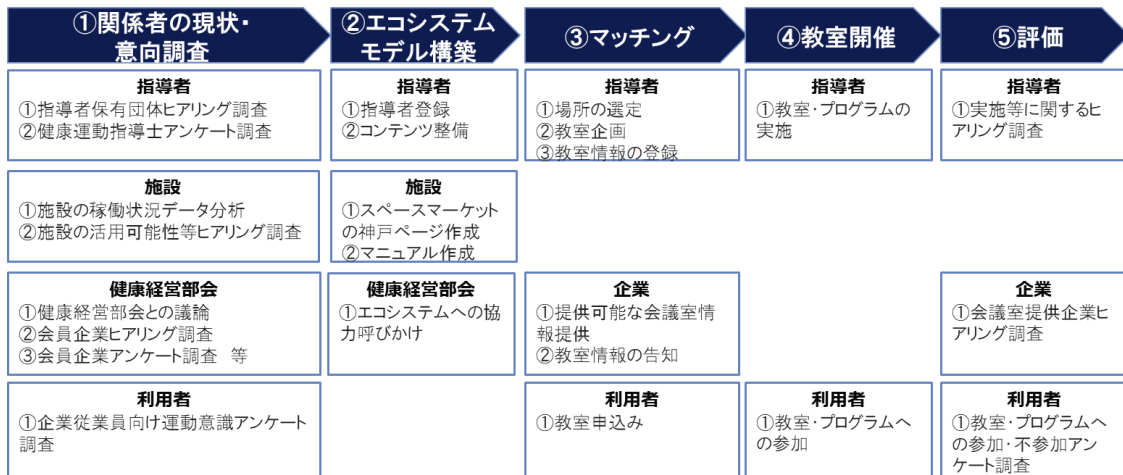 ①関係者の現状・
意向調査
②エコシステム
モデル構築
③マッチング
④教室開催
⑤評価
指導者
①指導者保有団体ヒアリング調査
②健康運動指導士アンケート調査
指導者
①指導者登録
②コンテンツ整備
指導者
①場所の選定
②教室企画
③教室情報の登録
指導者
①教室・プログラムの
実施
指導者
①実施等に関するヒ
アリング調査
施設
①施設の稼働状況データ分析
②施設の活用可能性等ヒアリング調査
施設
①スペースマーケット
の神戸ページ作成
②マニュアル作成
健康経営部会
①健康経営部会との議論
②会員企業ヒアリング調査
③会員企業アンケート調査 等
健康経営部会
①エコシステムへの協
力呼びかけ
企業
①提供可能な会議室情
報提供
②教室情報の告知
企業
①会議室提供企業ヒ
アリング調査
利用者
①企業従業員向け運動意識アンケート
調査
利用者
①教室申込み
利用者
①教室・プログラムへ
の参加
利用者
①教室・プログラムへ
の参加・不参加アン
ケート調査